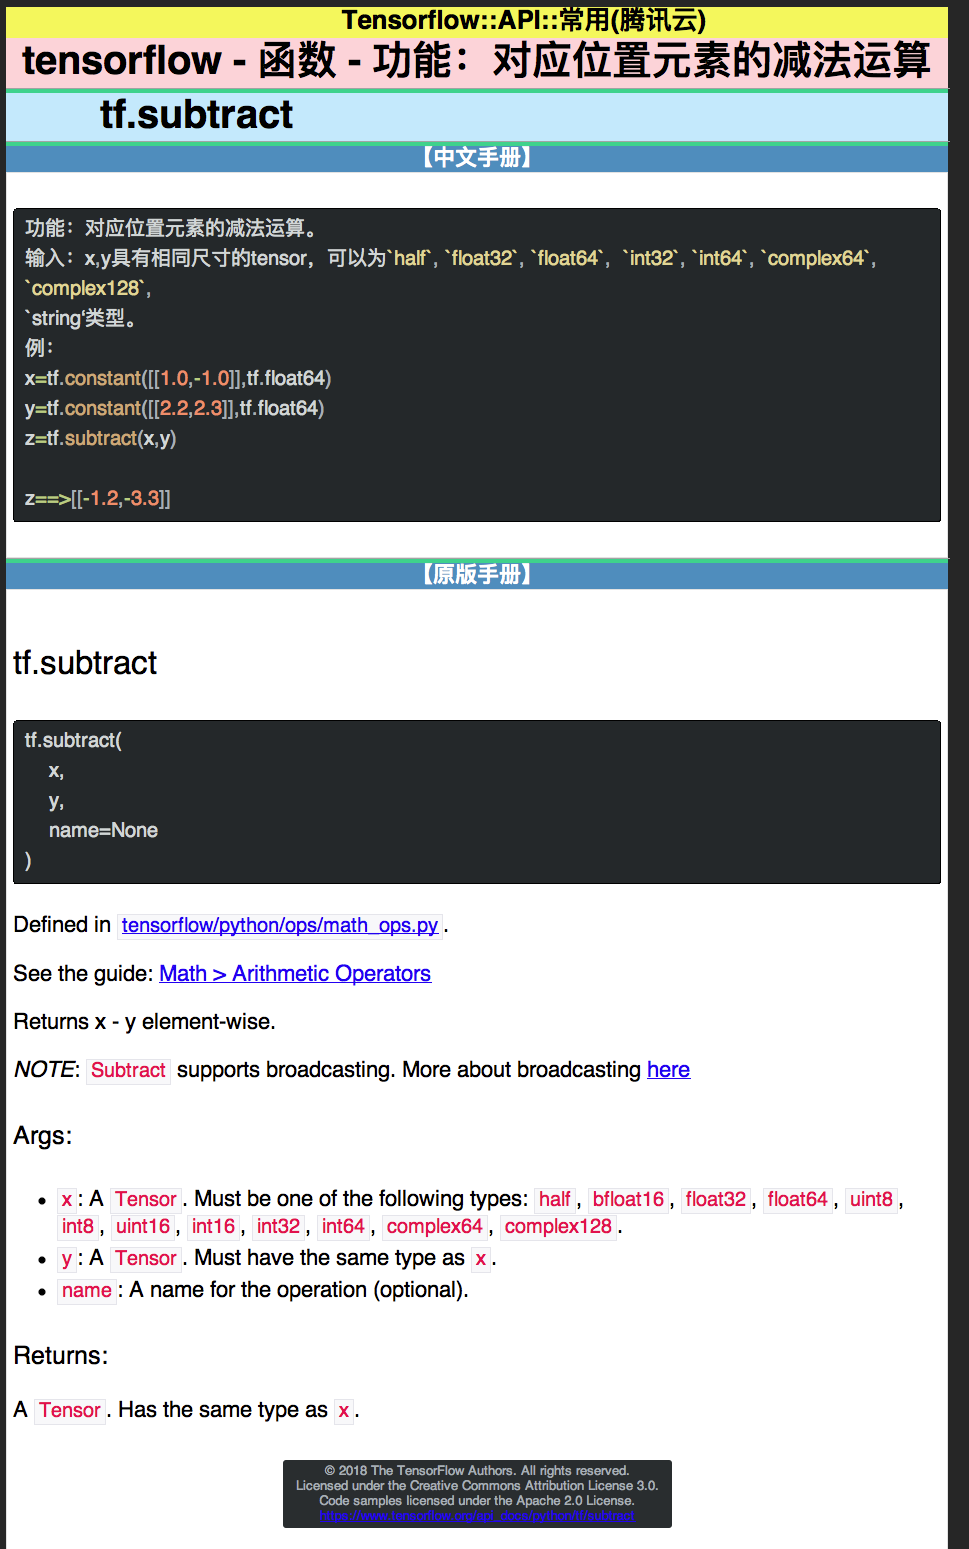 Tensorflow::API::常用(腾讯云)
tensorflow - 函数 - 功能：对应位置元素的减法运算
tf.subtract
【中文手册】
功能：对应位置元素的减法运算。
输入：x,y具有相同尺寸的tensor，可以为`half`, `float32`, `float64`, `int32`, `int64`, `complex64`,
`complex128`,
`string‘类型。
例：
x=tf.constant([[1.0,-1.0]],tf.float64)
y=tf.constant([[2.2,2.3]],tf.float64)
z=tf.subtract(x,y)
z==>[[-1.2,-3.3]]
【原版手册】
tf.subtract
tf.subtract(
x,
y,
name=None
)
Defined in tensorflow/python/ops/math_ops.py.
See the guide: Math > Arithmetic Operators
Returns x - y element-wise.
NOTE: Subtract supports broadcasting. More about broadcasting here
Args:
• x: A Tensor. Must be one of the following types: half, bfloat16, float32, float64, uint8,
int8, uint16, int16, int32, int64, complex64, complex128.
• y: A Tensor. Must have the same type as x.
• name: A name for the operation (optional).
Returns:
A Tensor. Has the same type as x.
© 2018 The TensorFlow Authors. All rights reserved.
Licensed under the Creative Commons Attribution License 3.0.
Code samples licensed under the Apache 2.0 License.
https://www.tensorflow.org/api_docs/python/tf/subtract